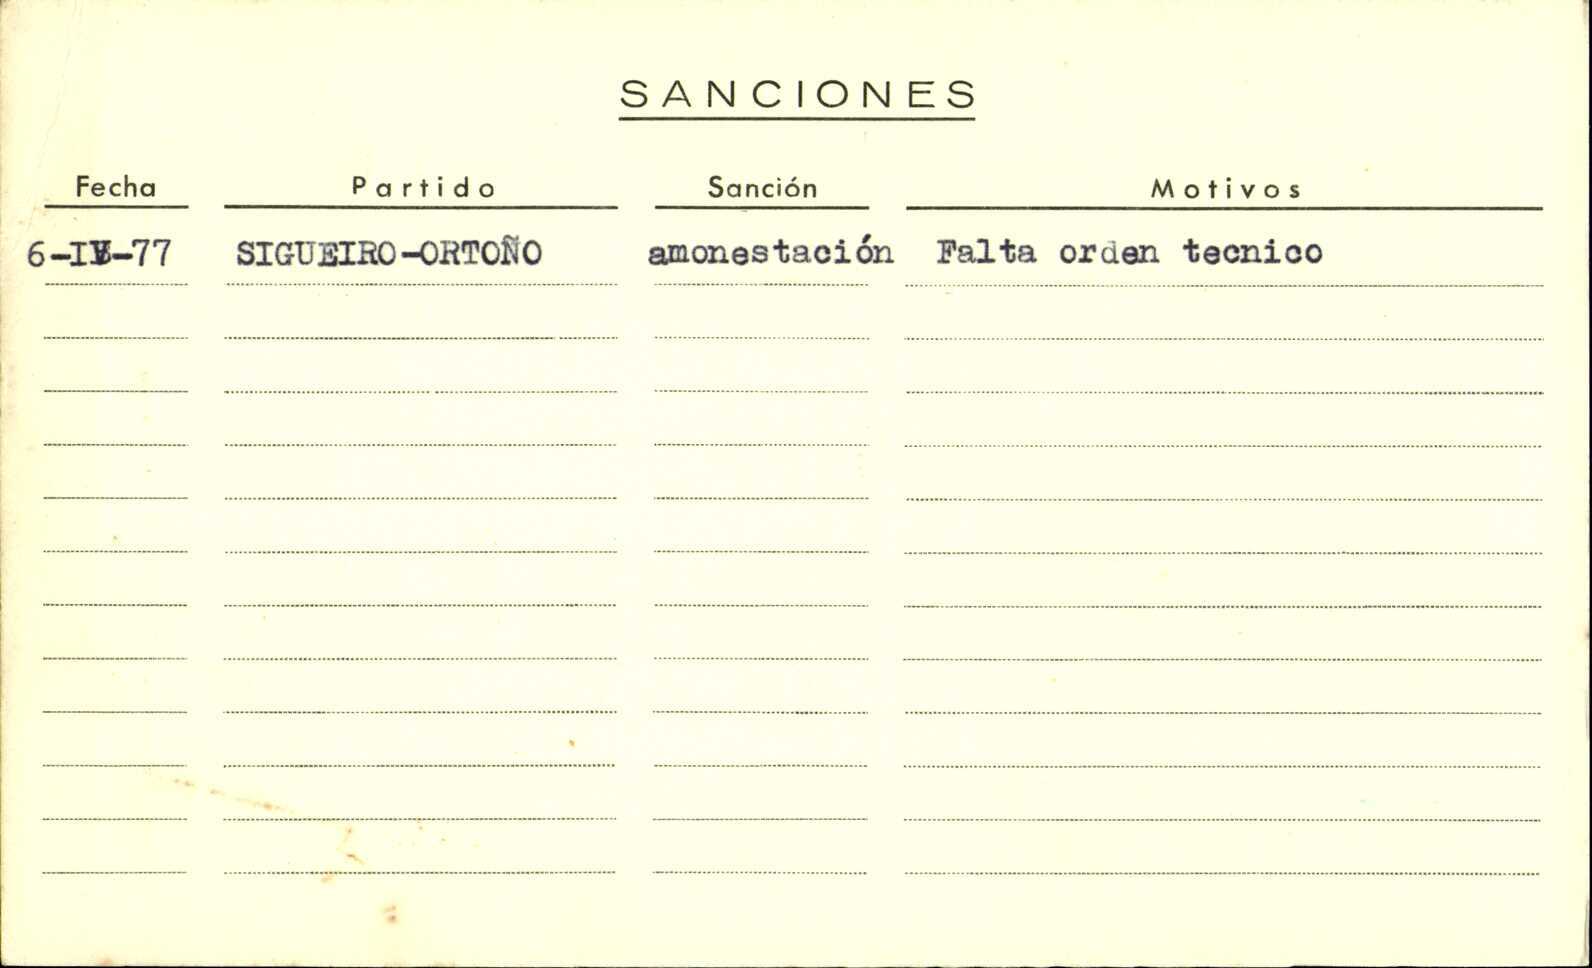 SANCIONES
Fecha Partido Sanción Motivos
SIGUEIRO-ORTOÑO amonestación Falta orden tecnico